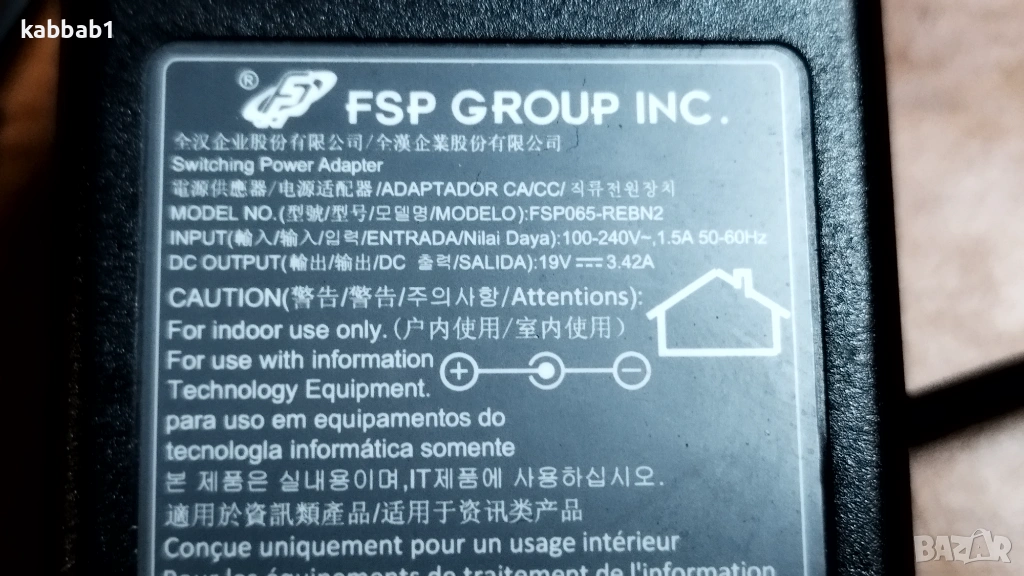 kabbab1
® FSP GROUP INC.
全汉企业股份有限公司/全漢企業股份有限公司
Switching Power Adapter
電源供應器/电源适配器/ADAPTADOR CA/CC/ 직류전원장치
MODEL NO.(型號/型号/모델명/MODELO):FSP065-REBN2
INPUT(輸入/输入/입력/ENTRADA/Nilai Daya):100-240V~,1.5A 50-60Hz
DC OUTPUT(輸出/输出/DC 출력/SALIDA):19V ⎓ 3.42A
CAUTION(警告/警告/주의사항/Attentions):
For indoor use only.(户内使用/室內使用)
For use with information
Technology Equipment.
para uso em equipamentos do
tecnologla informática somente
본 제품은 실내용이며,IT제품에 사용하십시오.
適用於資訊類產品/适用于资讯类产品
Conçue uniquement pour un usage intérieur
Pour les équipements de traitement de l'information
BAZAR